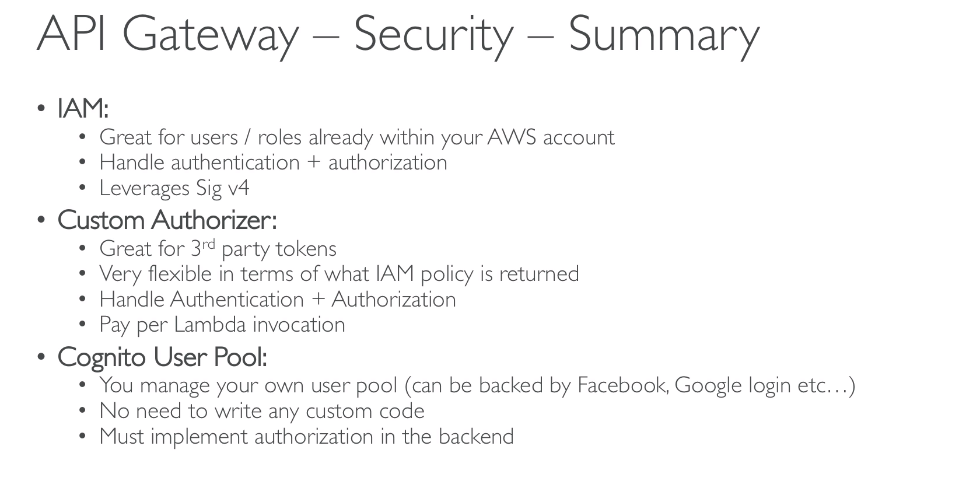 API Gateway – Security – Summary
• IAM:
• Great for users / roles already within your AWS account
• Handle authentication + authorization
• Leverages Sig v4
• Custom Authorizer:
• Great for 3rd party tokens
• Very flexible in terms of what IAM policy is returned
• Handle Authentication + Authorization
• Pay per Lambda invocation
• Cognito User Pool:
• You manage your own user pool (can be backed by Facebook, Google login etc…)
• No need to write any custom code
• Must implement authorization in the backend